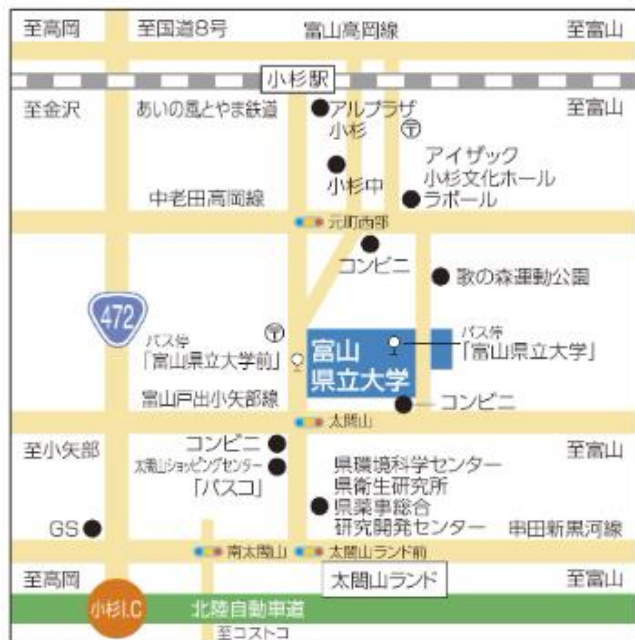 至高岡
至国道8号
富山高岡線
至富山
小杉駅
至金沢
あいの風とやま鉄道
アルプラザ
小杉
至富山
小杉中
アイザック
小杉文化ホール
ラポール
中老田高岡線
元町西部
コンビニ
歌の森運動公園
472
バス停
「富山県立大学前」
富山
県立大学
バス停
「富山県立大学」
富山戸出小矢部線
コンビニ
太閤山
至小矢部
コンビニ
太閤山ショッピングセンター
「パスコ」
至富山
県環境科学センター
県衛生研究所
県薬事総合
研究開発センター
GS
串田新黒河線
南太閤山
太閤山ランド前
至高岡
太閤山ランド
至富山
小杉I.C
北陸自動車道
至コストコ